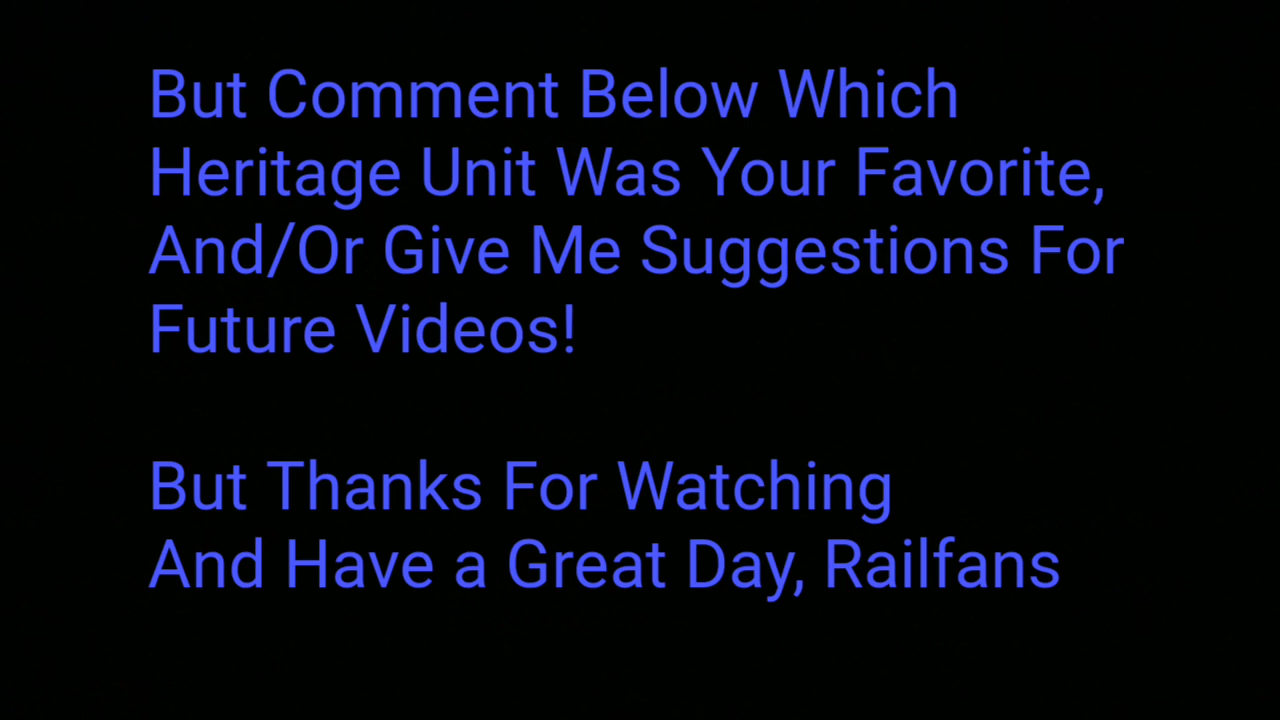 But Comment Below Which
Heritage Unit Was Your Favorite,
And/Or Give Me Suggestions For
Future Videos!
But Thanks For Watching
And Have a Great Day, Railfans